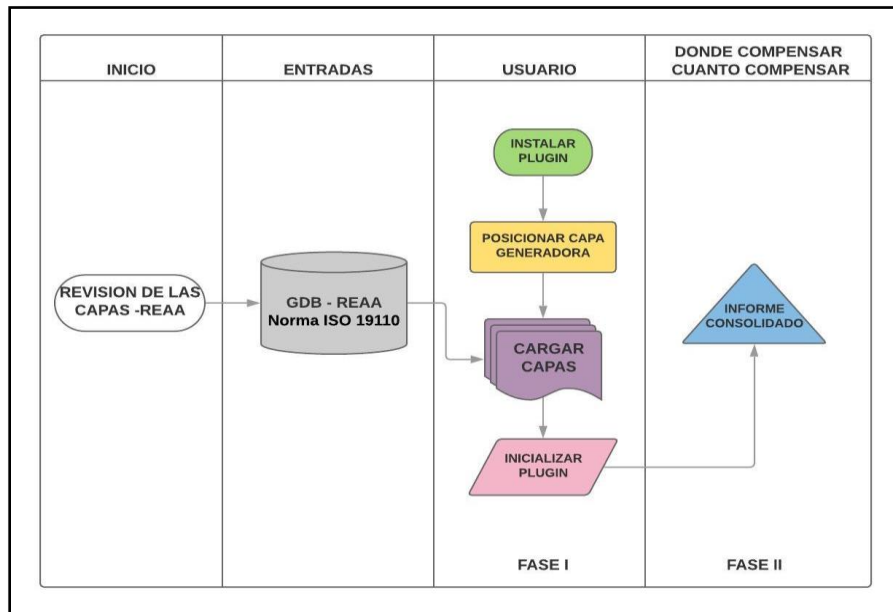 INICIO
ENTRADAS
USUARIO
DONDE COMPENSAR
CUANTO COMPENSAR
REVISION DE LAS
CAPAS -REAA
GDB - REAA
Norma ISO 19110
INSTALAR
PLUGIN
POSICIONAR CAPA
GENERADORA
CARGAR
CAPAS
INICIALIZAR
PLUGIN
INFORME
CONSOLIDADO
FASE I
FASE II